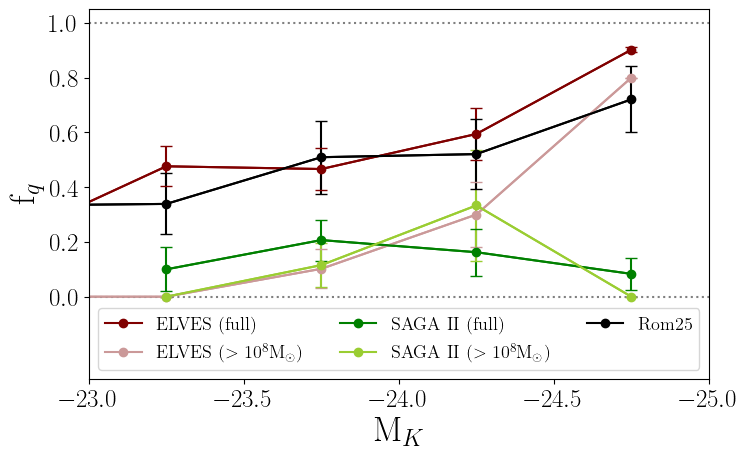 1.0
0.8
0.6
0.4
0.2
0.0
f_q
ELVES (full)
ELVES (> 10^8M_☉)
SAGA II (full)
SAGA II (> 10^8M_☉)
Rom25
−23.0 −23.5 −24.0 −24.5 −25.0
M_K